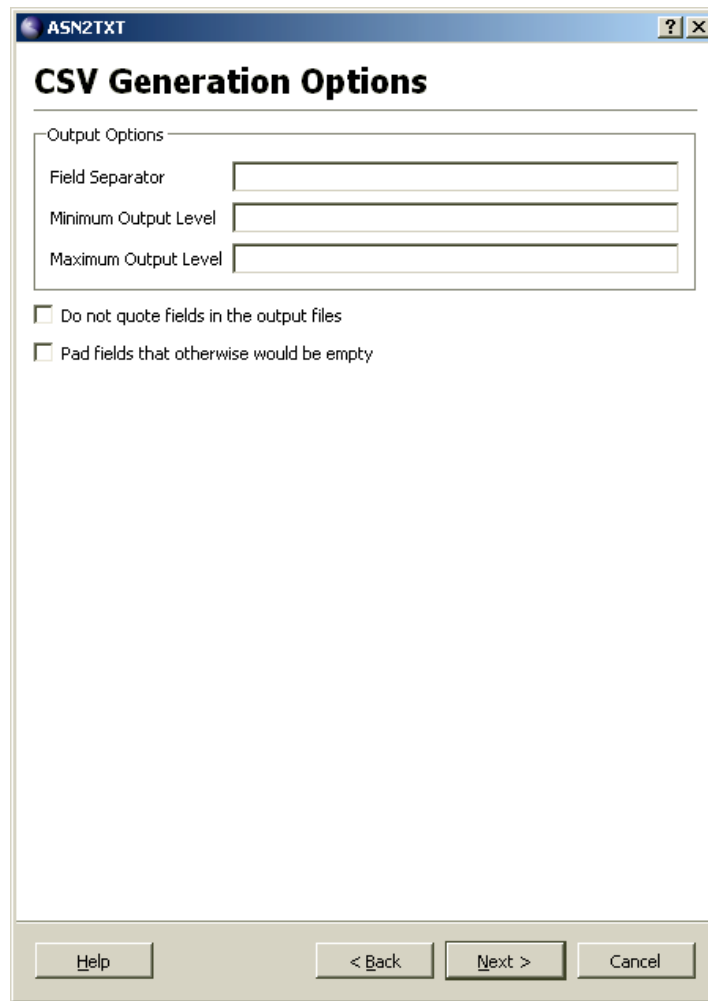 ASN2TXT
CSV Generation Options
Output Options
Field Separator
Minimum Output Level
Maximum Output Level
Do not quote fields in the output files
Pad fields that otherwise would be empty
Help < Back Next > Cancel